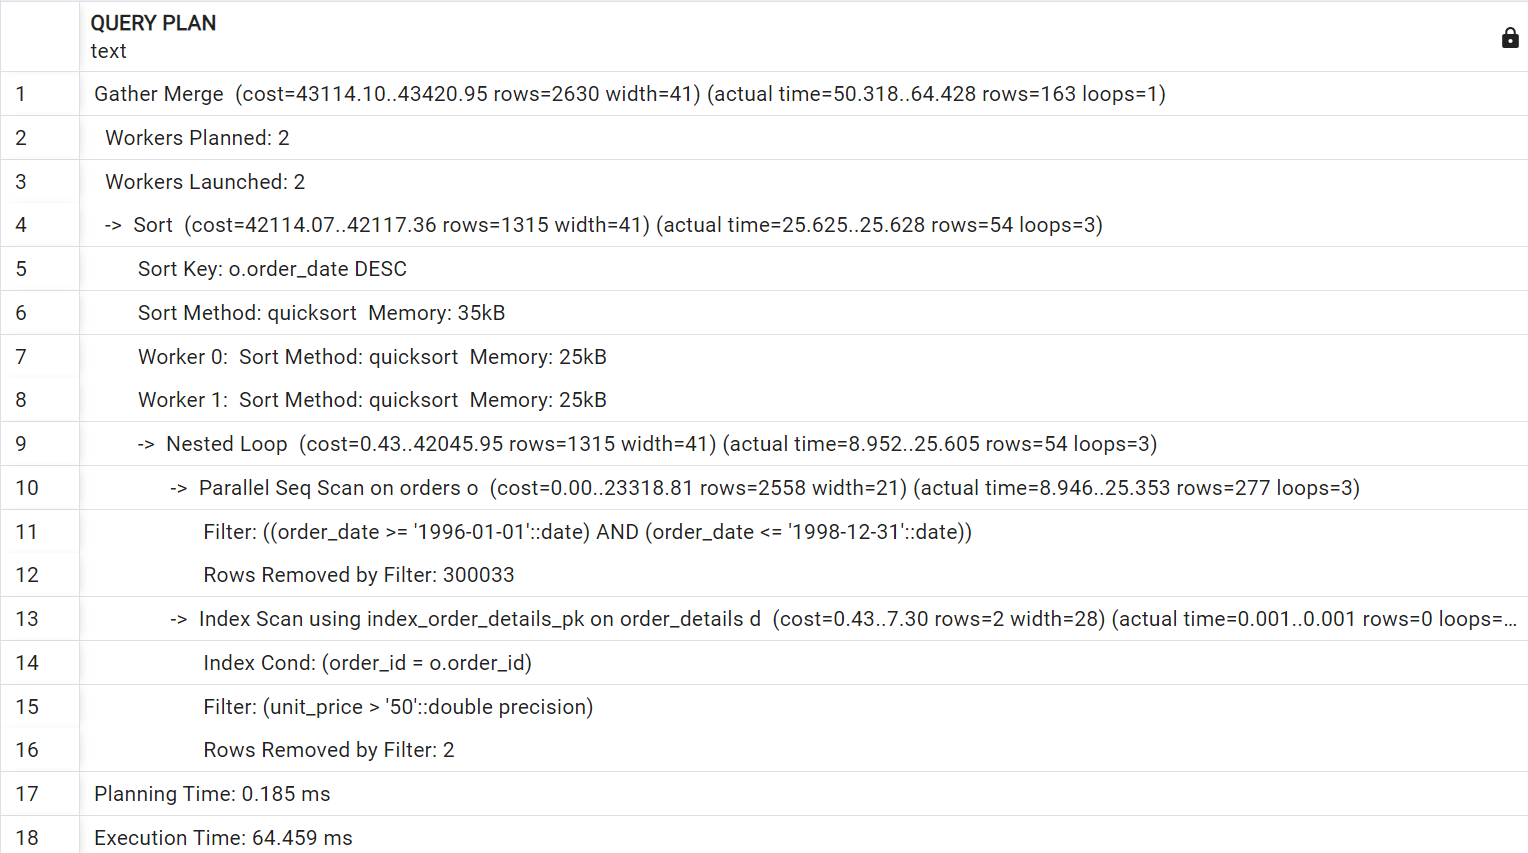 QUERY PLAN
text
1 Gather Merge (cost=43114.10..43420.95 rows=2630 width=41) (actual time=50.318..64.428 rows=163 loops=1)
2 Workers Planned: 2
3 Workers Launched: 2
4 -> Sort (cost=42114.07..42117.36 rows=1315 width=41) (actual time=25.625..25.628 rows=54 loops=3)
5 Sort Key: o.order_date DESC
6 Sort Method: quicksort Memory: 35kB
7 Worker 0: Sort Method: quicksort Memory: 25kB
8 Worker 1: Sort Method: quicksort Memory: 25kB
9 -> Nested Loop (cost=0.43..42045.95 rows=1315 width=41) (actual time=8.952..25.605 rows=54 loops=3)
10 -> Parallel Seq Scan on orders o (cost=0.00..23318.81 rows=2558 width=21) (actual time=8.946..25.353 rows=277 loops=3)
11 Filter: ((order_date >= '1996-01-01'::date) AND (order_date <= '1998-12-31'::date))
12 Rows Removed by Filter: 300033
13 -> Index Scan using index_order_details_pk on order_details d (cost=0.43..7.30 rows=2 width=28) (actual time=0.001..0.001 rows=0 loops=...
14 Index Cond: (order_id = o.order_id)
15 Filter: (unit_price > '50'::double precision)
16 Rows Removed by Filter: 2
17 Planning Time: 0.185 ms
18 Execution Time: 64.459 ms